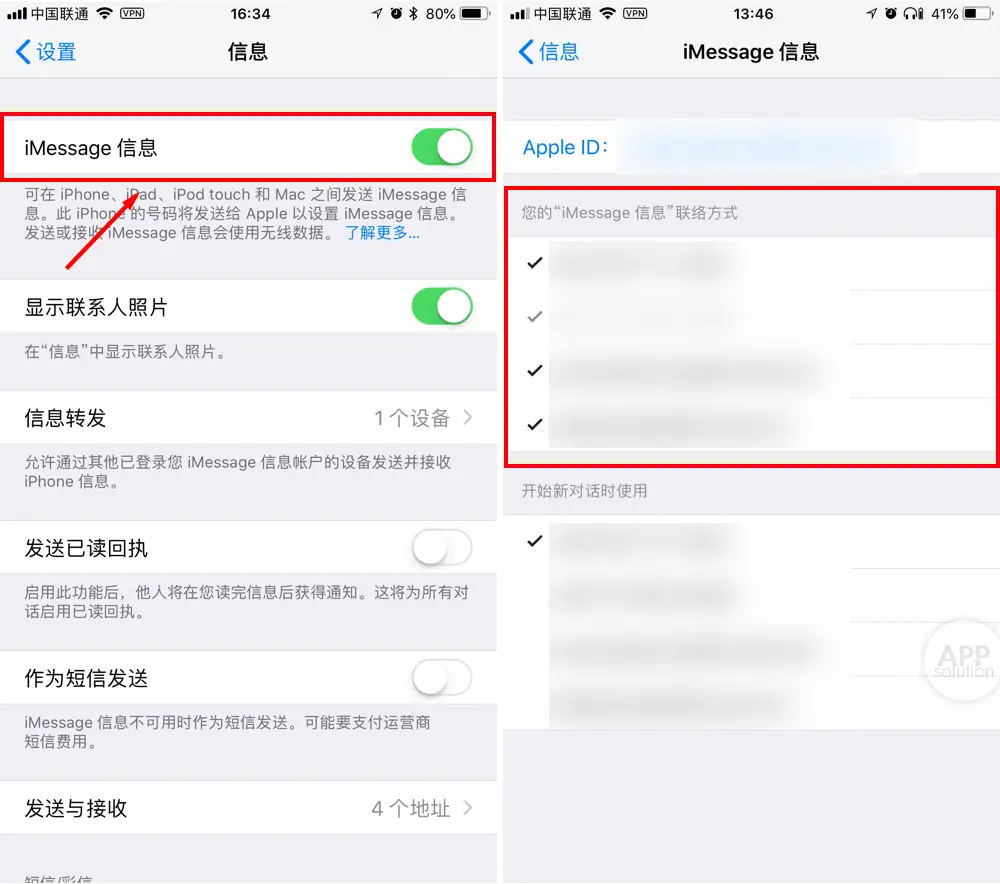 中国联通 VPN 16:34 80%
设置 信息
iMessage 信息
可在 iPhone、iPad、iPod touch 和 Mac 之间发送 iMessage 信
息。此 iPhone 的号码将发送给 Apple 以设置 iMessage 信息。
发送或接收 iMessage 信息会使用无线数据。 了解更多...
显示联系人照片
在“信息”中显示联系人照片。
信息转发 1 个设备
允许通过其他已登录您 iMessage 信息帐户的设备发送并接收
iPhone 信息。
发送已读回执
启用此功能后，他人将在您读完信息后获得通知。这将为所有对
话启用已读回执。
作为短信发送
iMessage 信息不可用时作为短信发送。可能要支付运营商
短信费用。
发送与接收 4 个地址
短信/彩信
中国联通 VPN 13:46 41%
信息 iMessage 信息
Apple ID:
您的“iMessage 信息”联络方式
开始新对话时使用
APP
solution